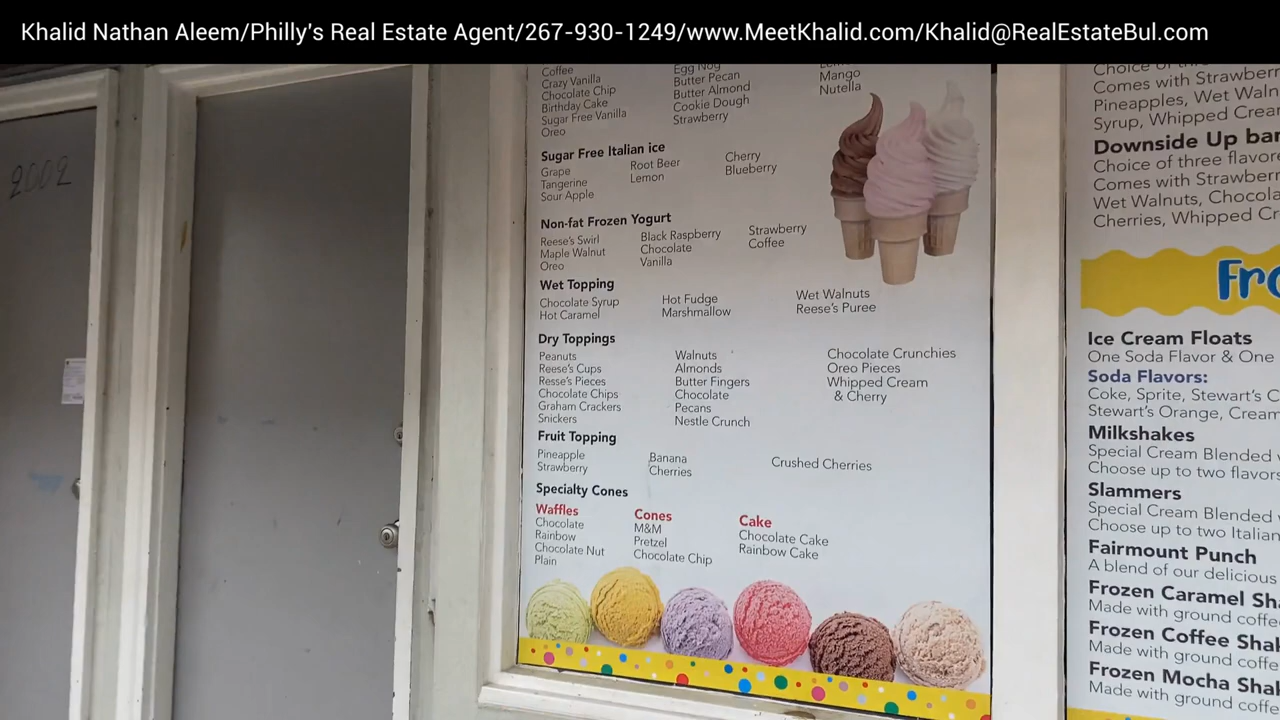 Khalid Nathan Aleem/Philly's Real Estate Agent/267-930-1249/www.MeetKhalid.com/Khalid@RealEstateBul.com
2002
Coffee
Crazy Vanilla
Chocolate Chip
Birthday Cake
Sugar Free Vanilla
Oreo
Egg Nog
Butter Pecan
Butter Almond
Cookie Dough
Strawberry
Mango
Nutella
Sugar Free Italian ice
Grape
Tangerine
Sour Apple
Root Beer
Lemon
Cherry
Blueberry
Non-fat Frozen Yogurt
Reese's Swirl
Maple Walnut
Oreo
Black Raspberry
Chocolate
Vanilla
Strawberry
Coffee
Wet Topping
Chocolate Syrup
Hot Caramel
Hot Fudge
Marshmallow
Wet Walnuts
Reese's Puree
Dry Toppings
Peanuts
Reese's Cups
Resse's Pieces
Chocolate Chips
Graham Crackers
Snickers
Walnuts
Almonds
Butter Fingers
Chocolate
Pecans
Nestle Crunch
Chocolate Crunchies
Oreo Pieces
Whipped Cream
& Cherry
Fruit Topping
Pineapple
Strawberry
Banana
Cherries
Crushed Cherries
Specialty Cones
Waffles
Chocolate
Rainbow
Chocolate Nut
Plain
Cones
M&M
Pretzel
Chocolate Chip
Cake
Chocolate Cake
Rainbow Cake
Choice of
Comes with Strawberr
Pineapples, Wet Waln
Syrup, Whipped Crea
Downside Up ba
Choice of three flavor
Comes with Strawberr
Wet Walnuts, Chocola
Cherries, Whipped Cr
Fro
Ice Cream Floats
One Soda Flavor & One
Soda Flavors:
Coke, Sprite, Stewart's C
Stewart's Orange, Cream
Milkshakes
Special Cream Blended
Choose up to two flavors
Slammers
Special Cream Blended
Choose up to two Italian
Fairmount Punch
A blend of our delicious
Frozen Caramel Sha
Made with ground coffe
Frozen Coffee Shak
Made with ground coffe
Frozen Mocha Shak
Made with ground coffe